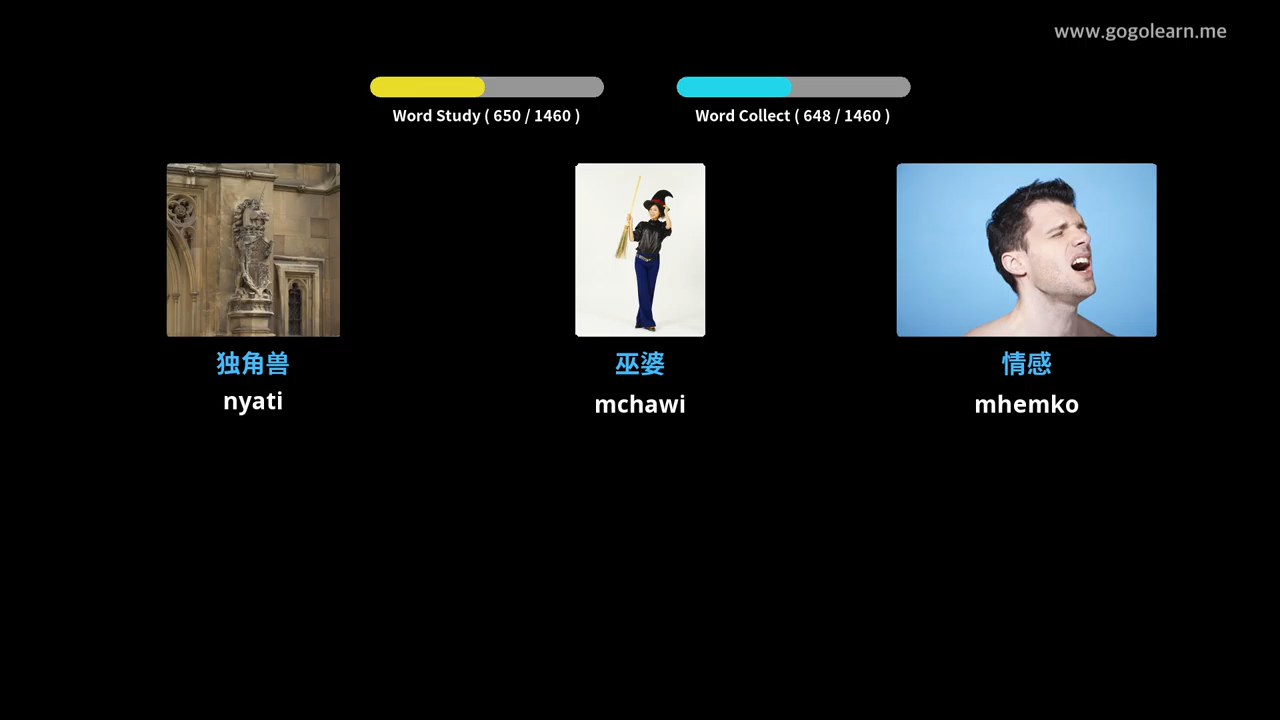 www.gogolearn.me
Word Study ( 650 / 1460 )
Word Collect ( 648 / 1460 )
独角兽
nyati
巫婆
mchawi
情感
mhemko